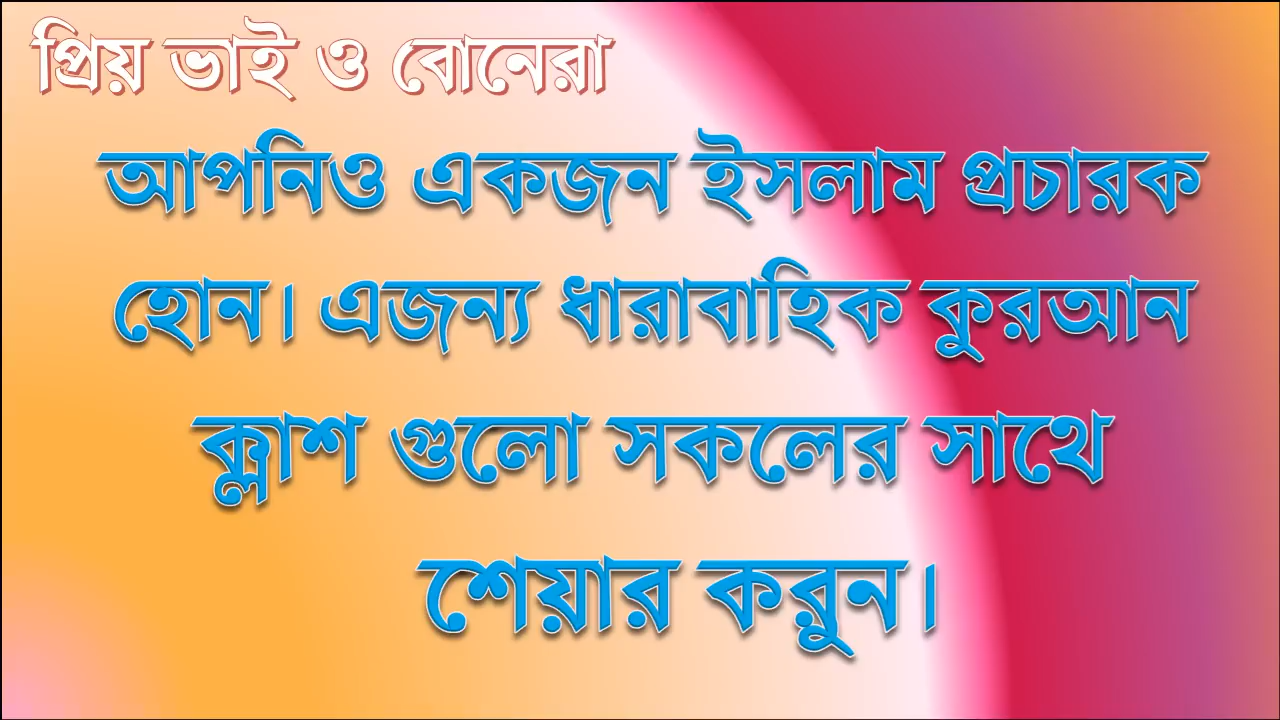 প্রিয় ভাই ও বোনেরা
আপনিও একজন ইসলাম প্রচারক
হোন। এজন্য ধারাবাহিক কুরআন
ক্লাশ গুলো সকলের সাথে
শেয়ার করুন।